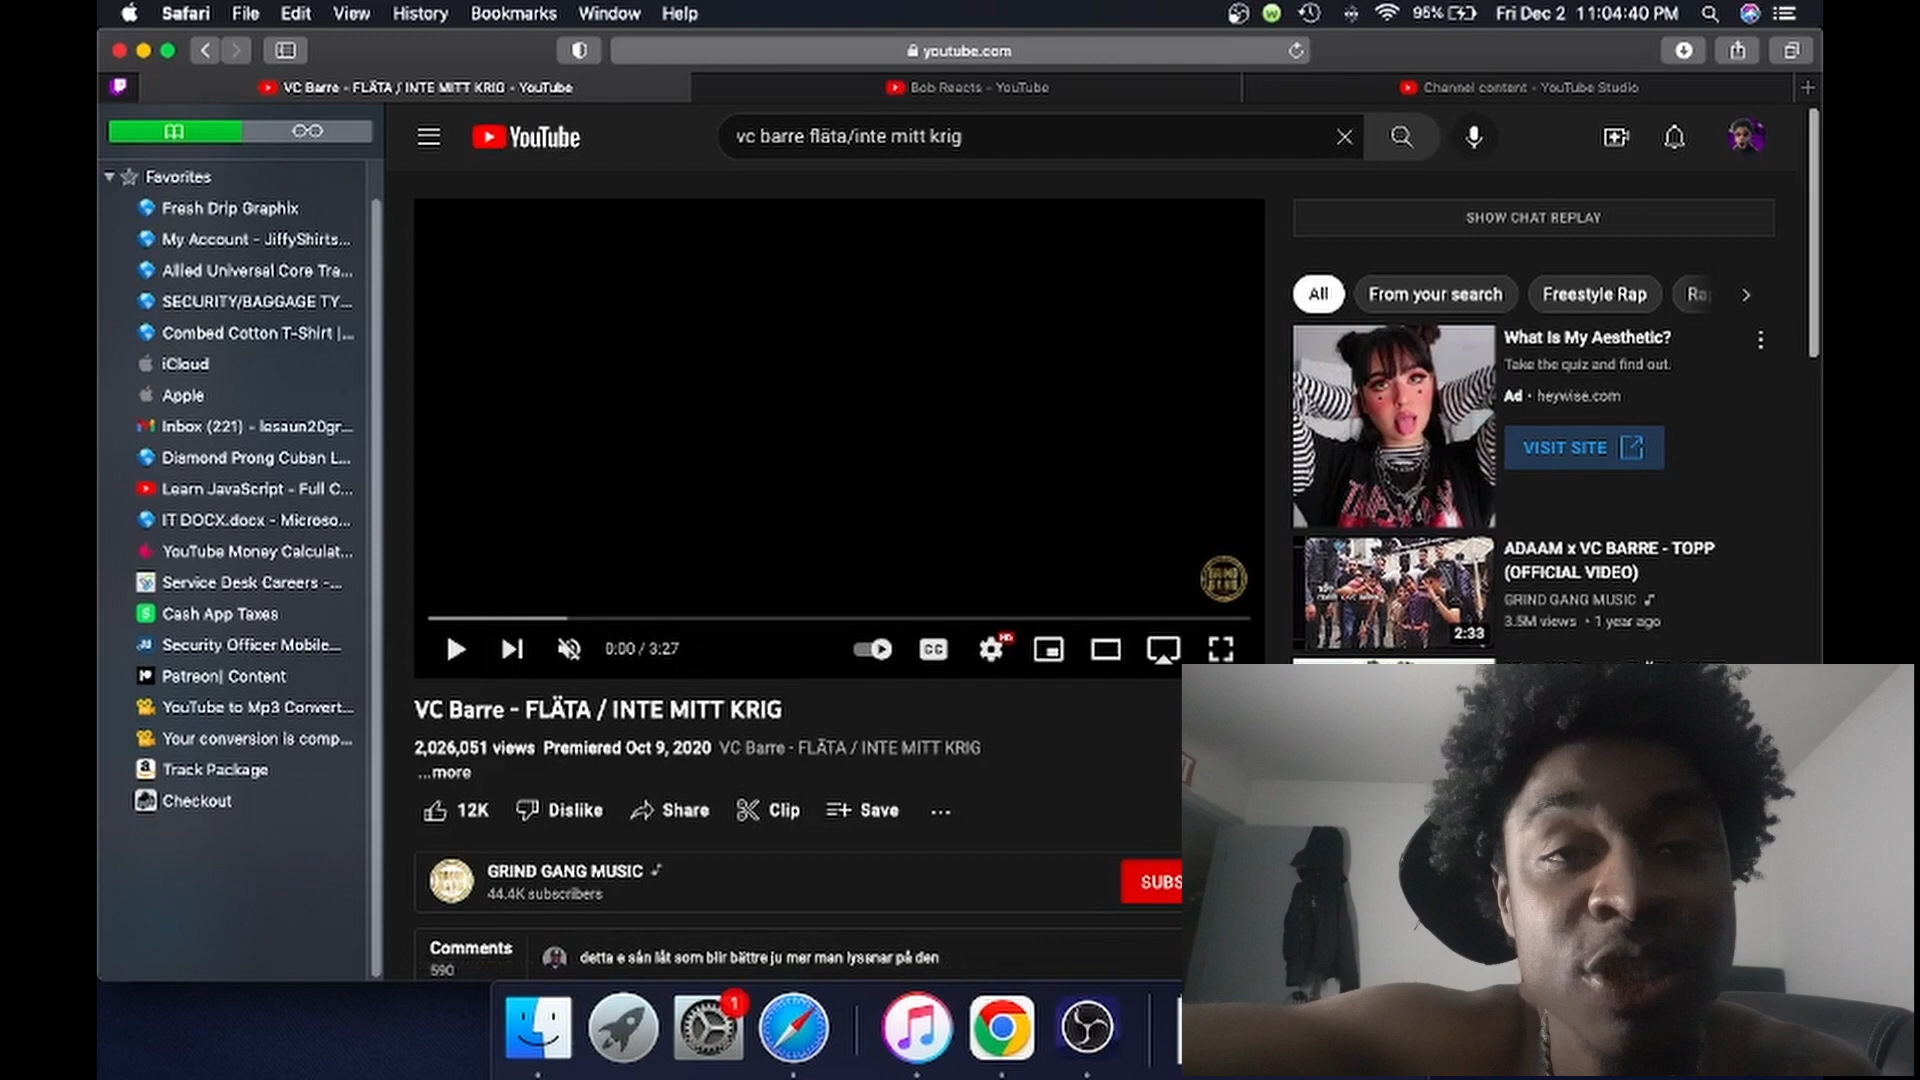 Safari File Edit View History Bookmarks Window Help
95% Fri Dec 2 11:04:40 PM
youtube.com
VC Barre - FLÄTA / INTE MITT KRIG - YouTube
Bob Reacts - YouTube
Channel content - YouTube Studio
YouTube
vc barre fläta/inte mitt krig
Favorites
Fresh Drip Graphix
My Account - JiffyShirts...
Allied Universal Core Tra...
SECURITY/BAGGAGE TY...
Combed Cotton T-Shirt |...
iCloud
Apple
Inbox (221) - lesaun20gr...
Diamond Prong Cuban L...
Learn JavaScript - Full C...
IT DOCX.docx - Microso...
YouTube Money Calculat...
Service Desk Careers -...
Cash App Taxes
Security Officer Mobile...
Patreon| Content
YouTube to Mp3 Convert...
Your conversion is comp...
Track Package
Checkout
0:00 / 3:27
CC
HD
VC Barre - FLÄTA / INTE MITT KRIG
2,026,051 views Premiered Oct 9, 2020 VC Barre - FLÄTA / INTE MITT KRIG
...more
12K Dislike Share Clip Save
GRIND GANG MUSIC
44.4K subscribers
SUBS
Comments
590
detta e sån låt som blir bättre ju mer man lyssnar på den
SHOW CHAT REPLAY
All From your search Freestyle Rap Ra
What Is My Aesthetic?
Take the quiz and find out.
Ad · heywise.com
VISIT SITE
ADAAM x VC BARRE - TOPP
(OFFICIAL VIDEO)
GRIND GANG MUSIC
3.5M views · 1 year ago
2:33
1